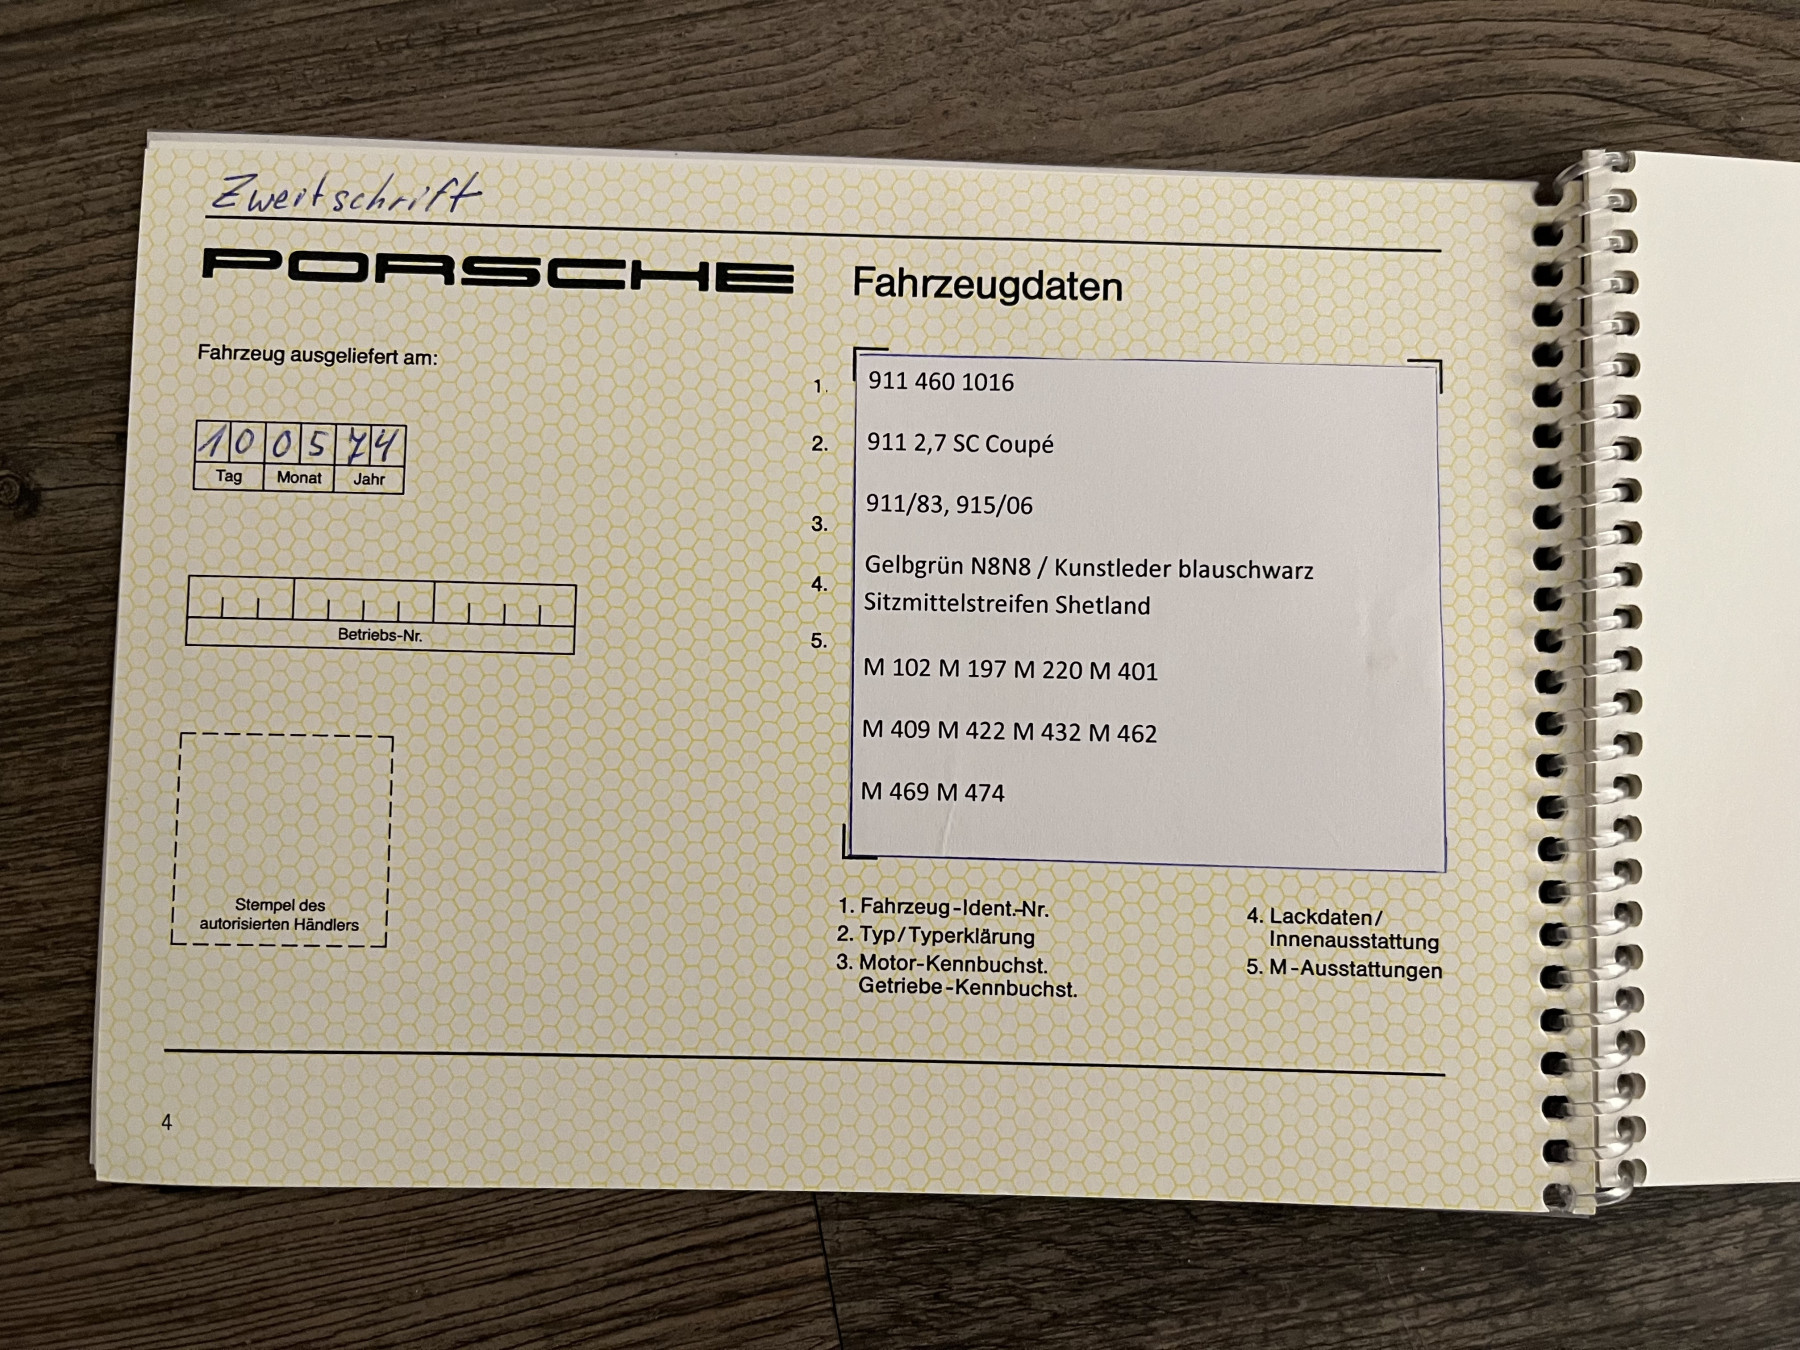 Zweitschrift
PORSCHE Fahrzeugdaten
Fahrzeug ausgeliefert am:
10 05 74
Tag Monat Jahr
Betriebs-Nr.
Stempel des
autorisierten Händlers
1. 911 460 1016
2. 911 2,7 SC Coupé
3. 911/83, 915/06
4. Gelbgrün N8N8 / Kunstleder blauschwarz
Sitzmittelstreifen Shetland
5. M 102 M 197 M 220 M 401
M 409 M 422 M 432 M 462
M 469 M 474
1. Fahrzeug-Ident.-Nr.
2. Typ/Typerklärung
3. Motor-Kennbuchst.
Getriebe-Kennbuchst.
4. Lackdaten/
Innenausstattung
5. M-Ausstattungen
4